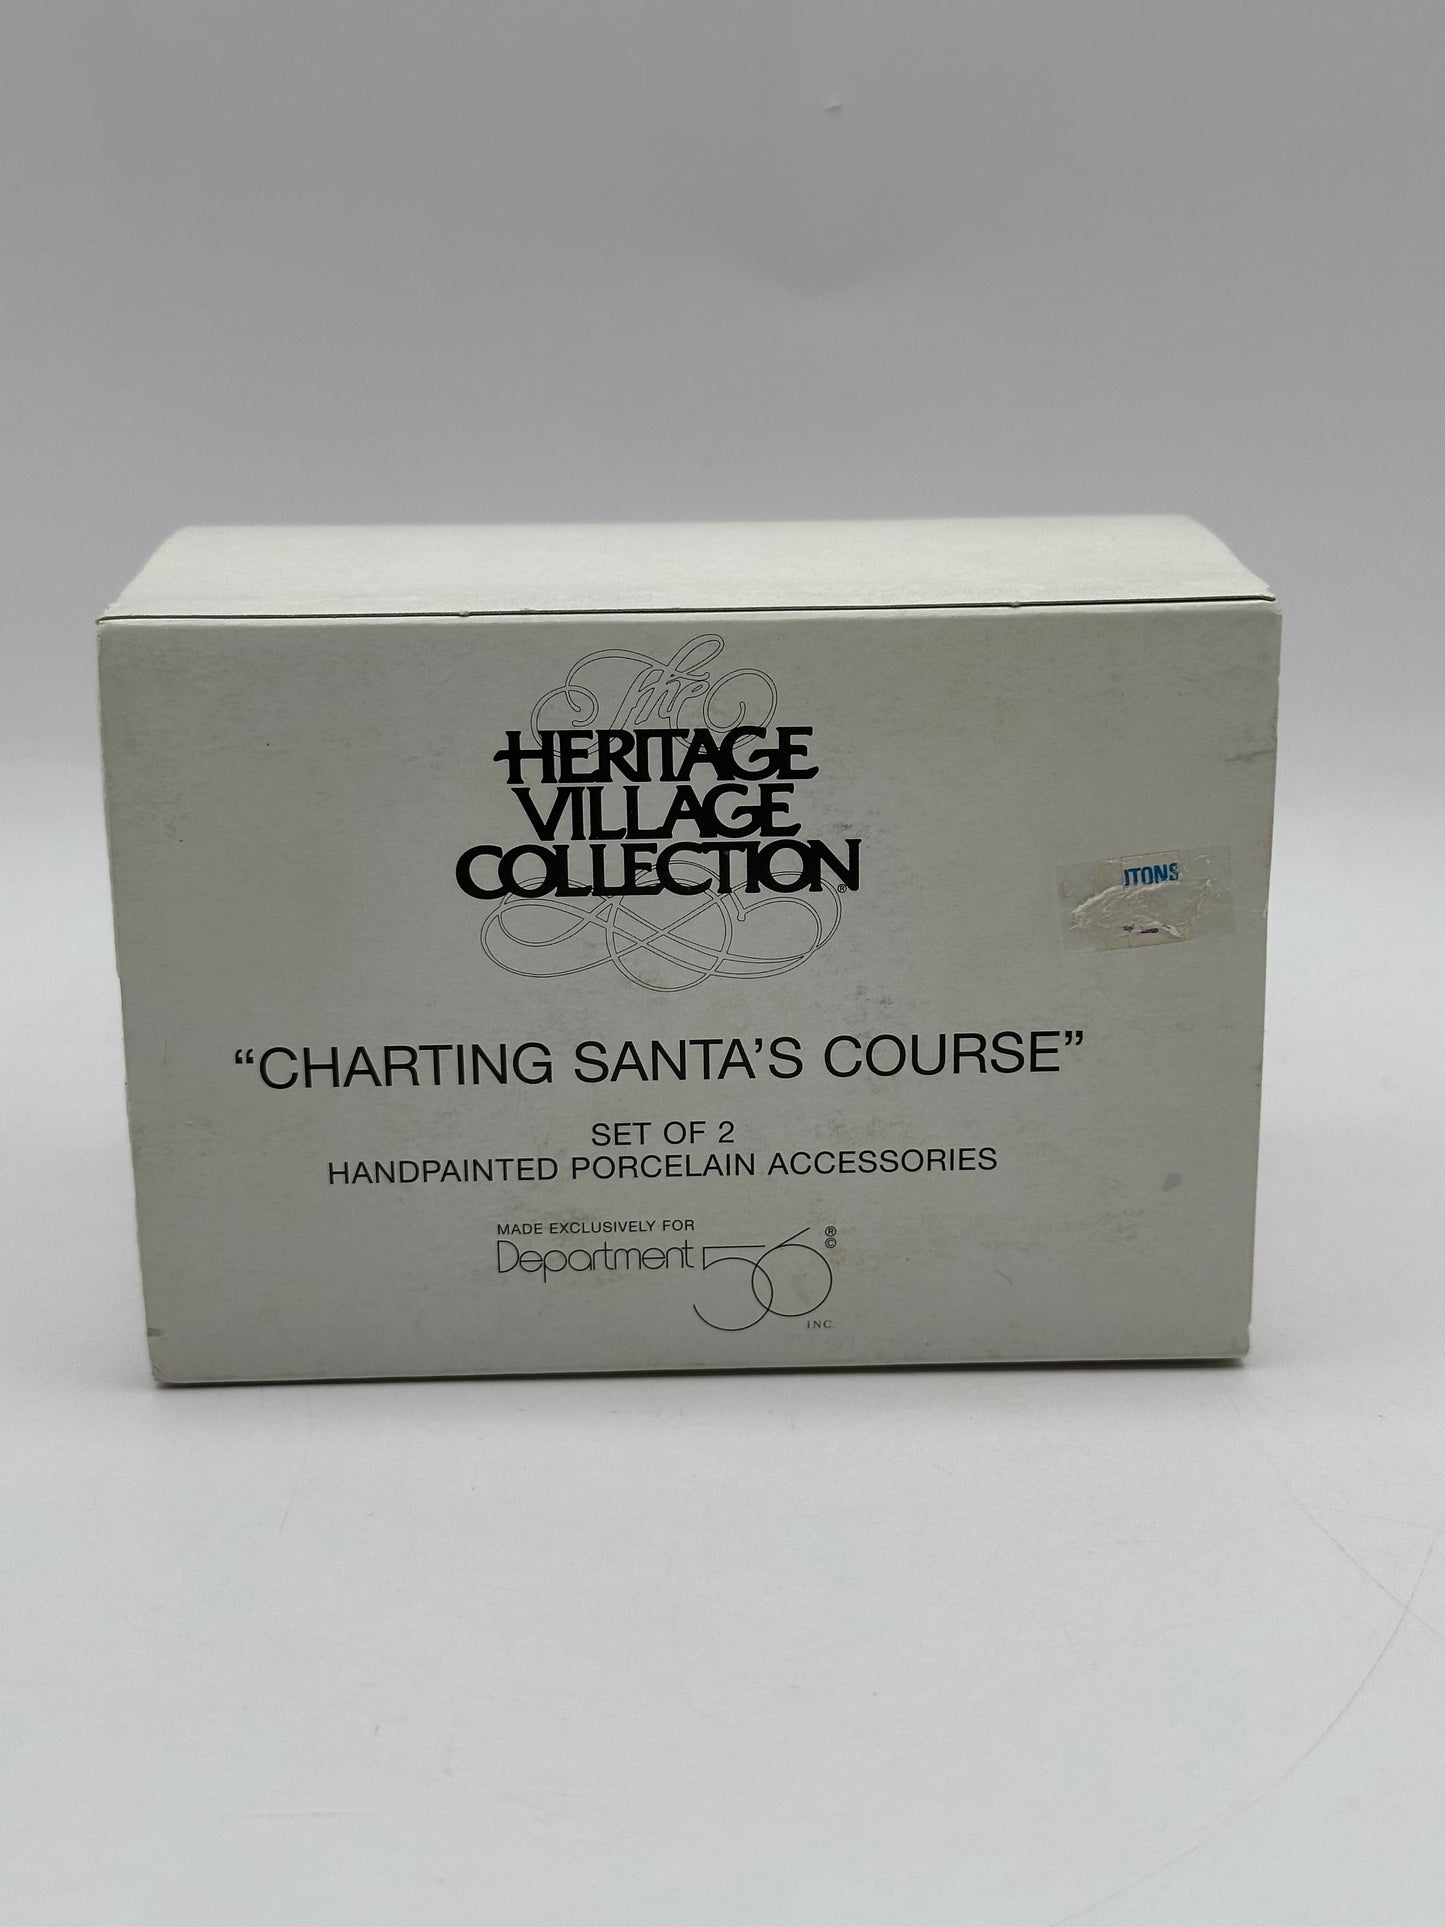 The
HERITAGE
VILLAGE
COLLECTION®
ITONS
“CHARTING SANTA’S COURSE”
SET OF 2
HANDPAINTED PORCELAIN ACCESSORIES
MADE EXCLUSIVELY FOR
Department 56 ® ©
INC.